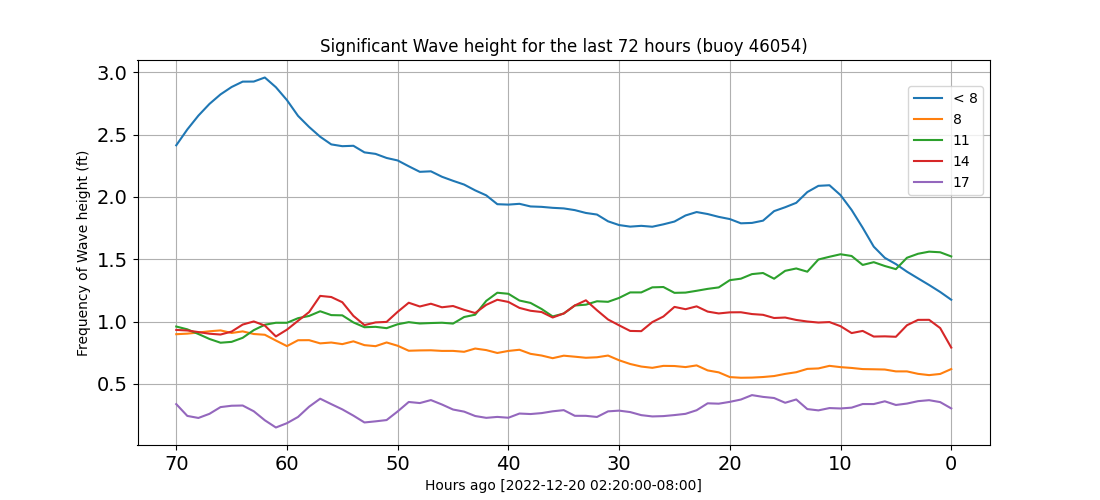 Significant Wave height for the last 72 hours (buoy 46054)
Frequency of Wave height (ft)
3.0
2.5
2.0
1.5
1.0
0.5
< 8
8
11
14
17
70 60 50 40 30 20 10 0
Hours ago [2022-12-20 02:20:00-08:00]